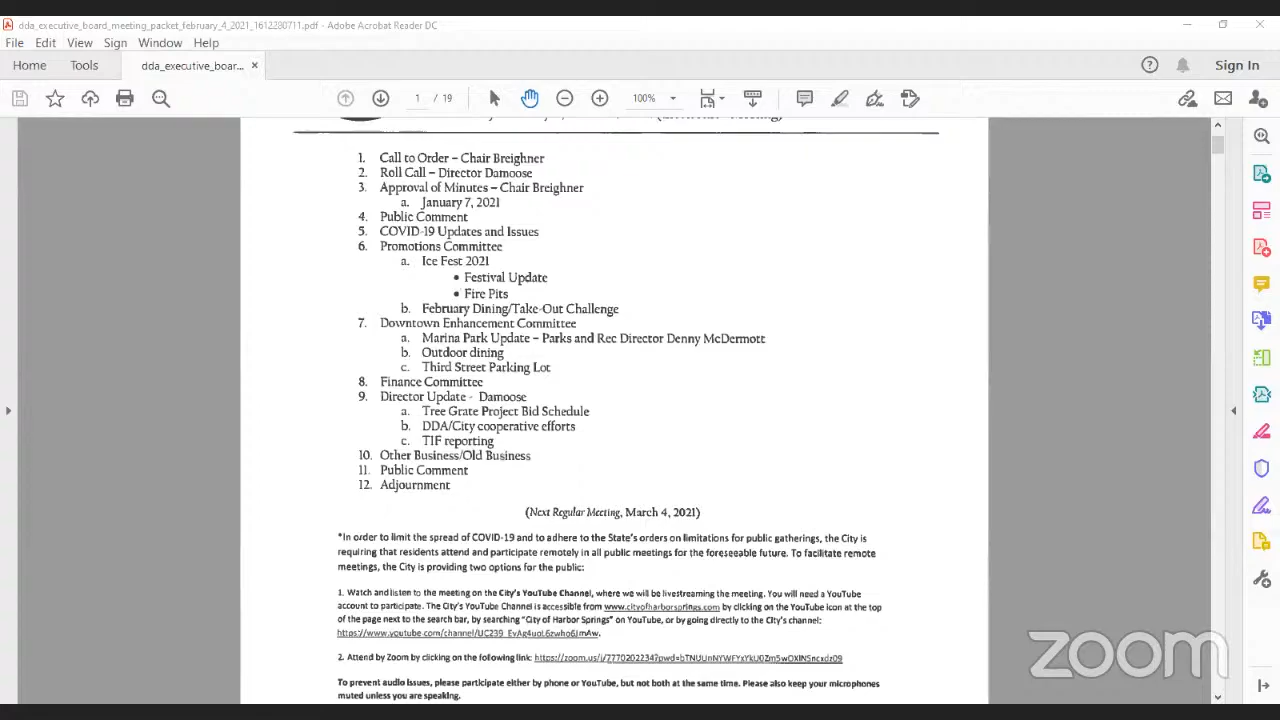 dda_executive_board_meeting_packet_february_4_2021_1612280711.pdf - Adobe Acrobat Reader DC
File Edit View Sign Window Help
Home Tools dda_executive_boar... × Sign In
1 / 19 100%
1. Call to Order – Chair Breighner
2. Roll Call – Director Damoose
3. Approval of Minutes – Chair Breighner
a. January 7, 2021
4. Public Comment
5. COVID-19 Updates and Issues
6. Promotions Committee
a. Ice Fest 2021
• Festival Update
• Fire Pits
b. February Dining/Take-Out Challenge
7. Downtown Enhancement Committee
a. Marina Park Update – Parks and Rec Director Denny McDermott
b. Outdoor dining
c. Third Street Parking Lot
8. Finance Committee
9. Director Update - Damoose
a. Tree Grate Project Bid Schedule
b. DDA/City cooperative efforts
c. TIF reporting
10. Other Business/Old Business
11. Public Comment
12. Adjournment
(Next Regular Meeting, March 4, 2021)
*In order to limit the spread of COVID-19 and to adhere to the State's orders on limitations for public gatherings, the City is
requiring that residents attend and participate remotely in all public meetings for the foreseeable future. To facilitate remote
meetings, the City is providing two options for the public:
1. Watch and listen to the meeting on the City's YouTube Channel, where we will be livestreaming the meeting. You will need a YouTube
account to participate. The City's YouTube Channel is accessible from www.cityofharborsprings.com by clicking on the YouTube icon at the top
of the page next to the search bar, by searching "City of Harbor Springs" on YouTube, or by going directly to the City's channel:
2. Attend by Zoom by clicking on the following link:
To prevent audio issues, please participate either by phone or YouTube, but not both at the same time. Please also keep your microphones
muted unless you are speaking.
zoom